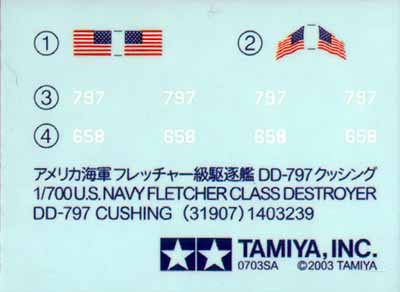 ① ②
③ 797 797 797 797
④ 658 658 658 658
アメリカ海軍フレッチャー級駆逐艦 DD-797 クッシング
1/700 U.S. NAVY FLETCHER CLASS DESTROYER
DD-797 CUSHING (31907) 1403239
TAMIYA, INC.
0703SA ©2003 TAMIYA